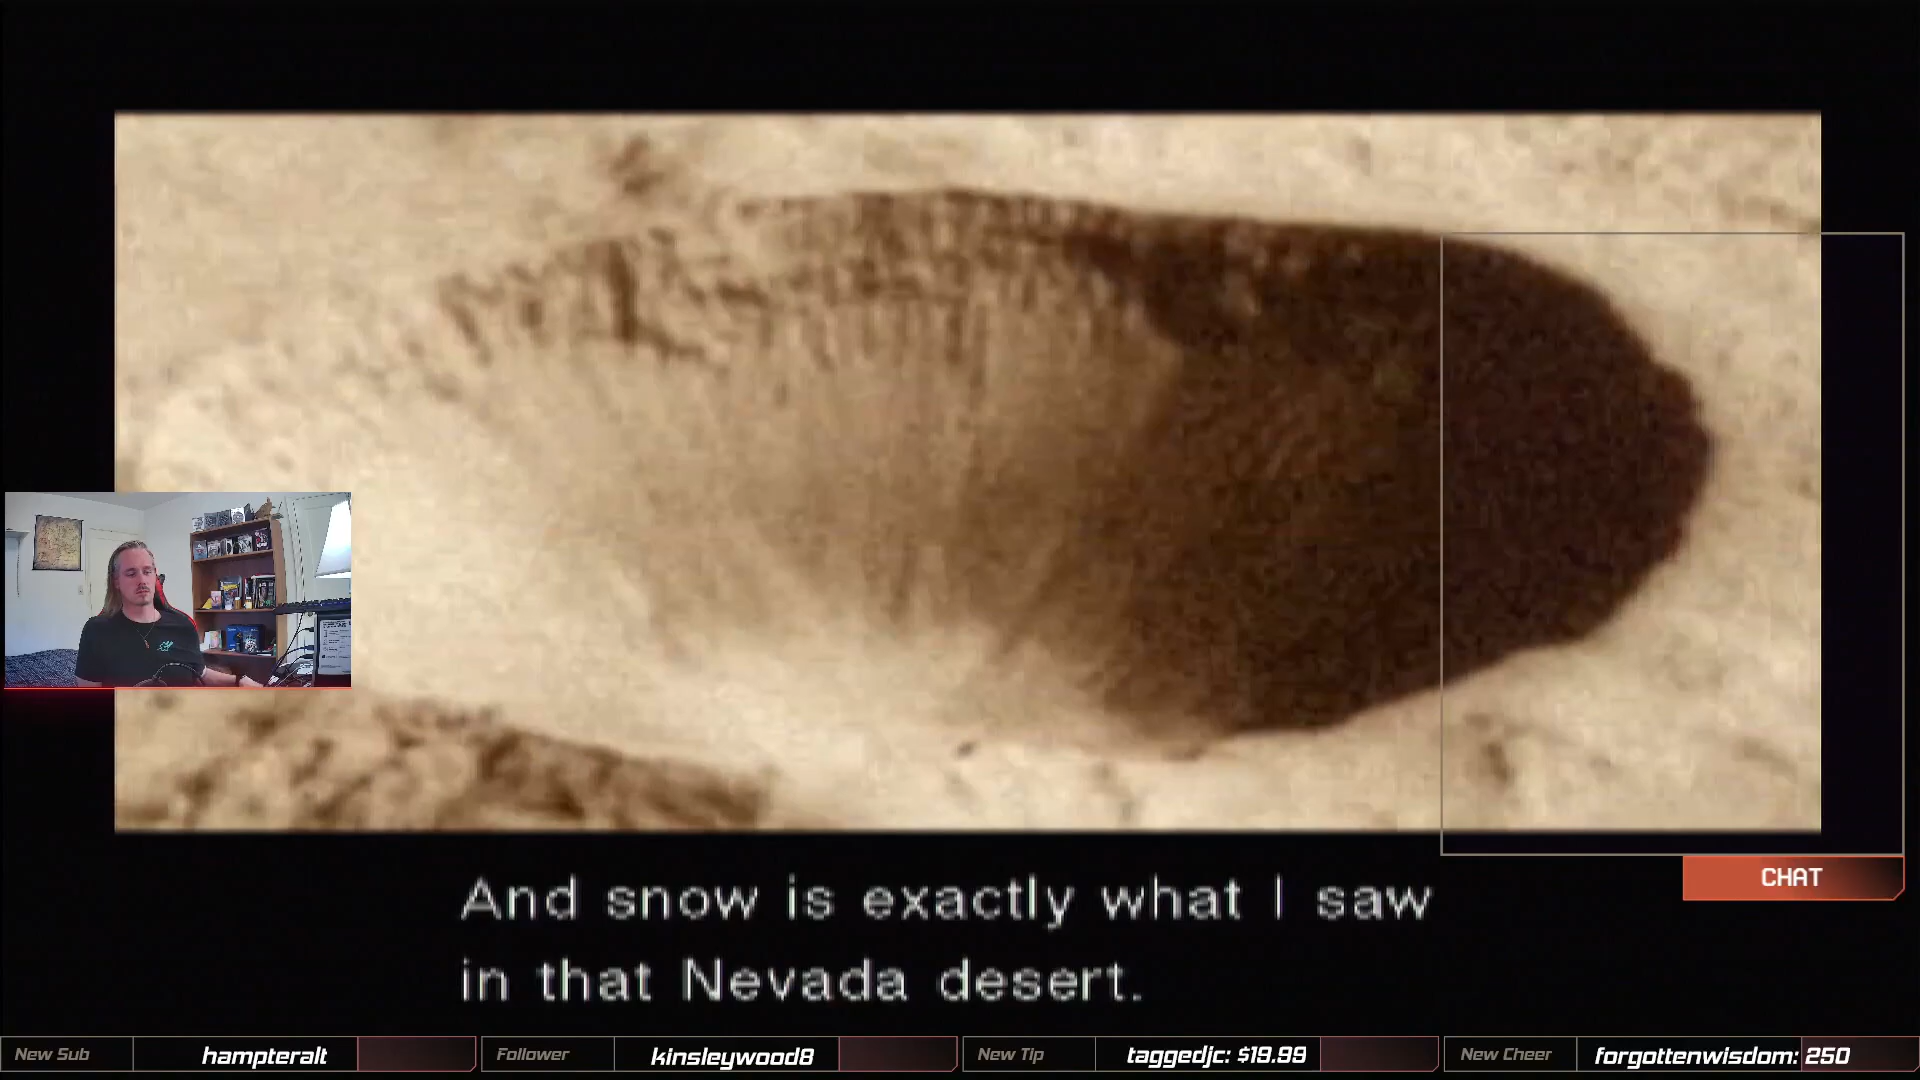 And snow is exactly what I saw
in that Nevada desert.
CHAT
New Sub hampteralt Follower kinsleywood8 New Tip taggedjc: $19.99 New Cheer forgottenwisdom: 250